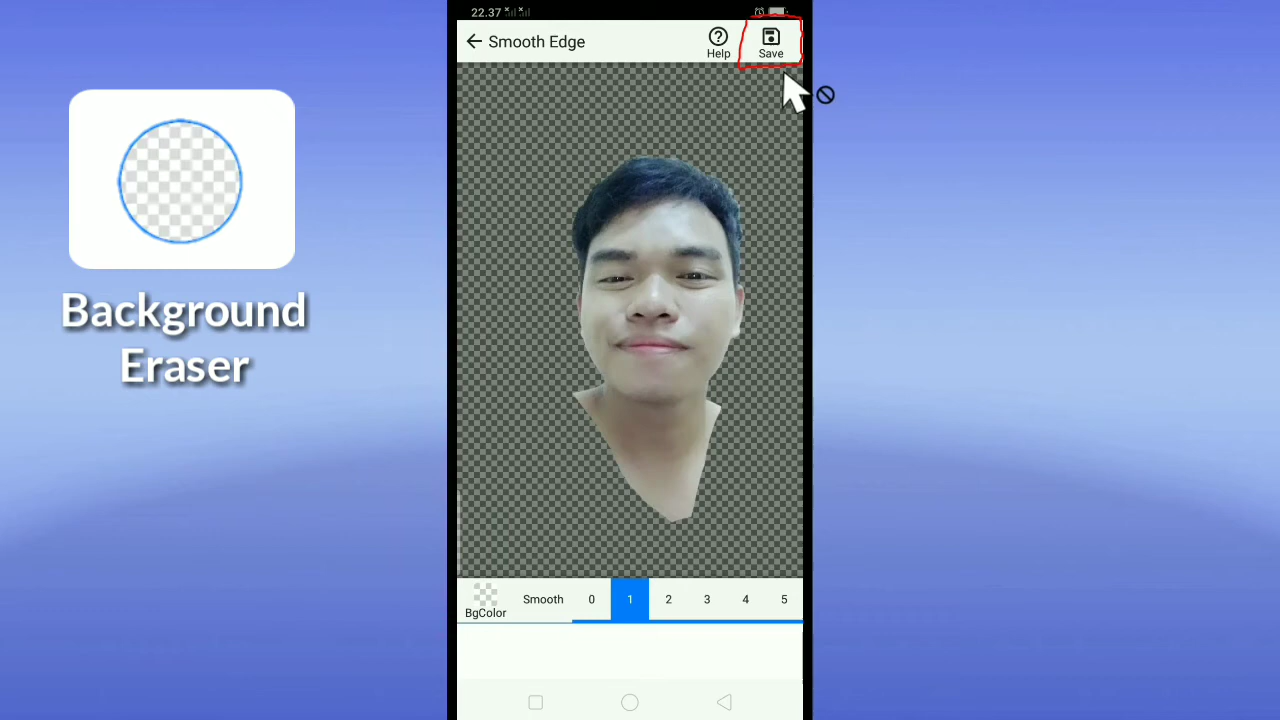 22.37
Smooth Edge
Help
Save
Background
Eraser
BgColor
Smooth
0
1
2
3
4
5